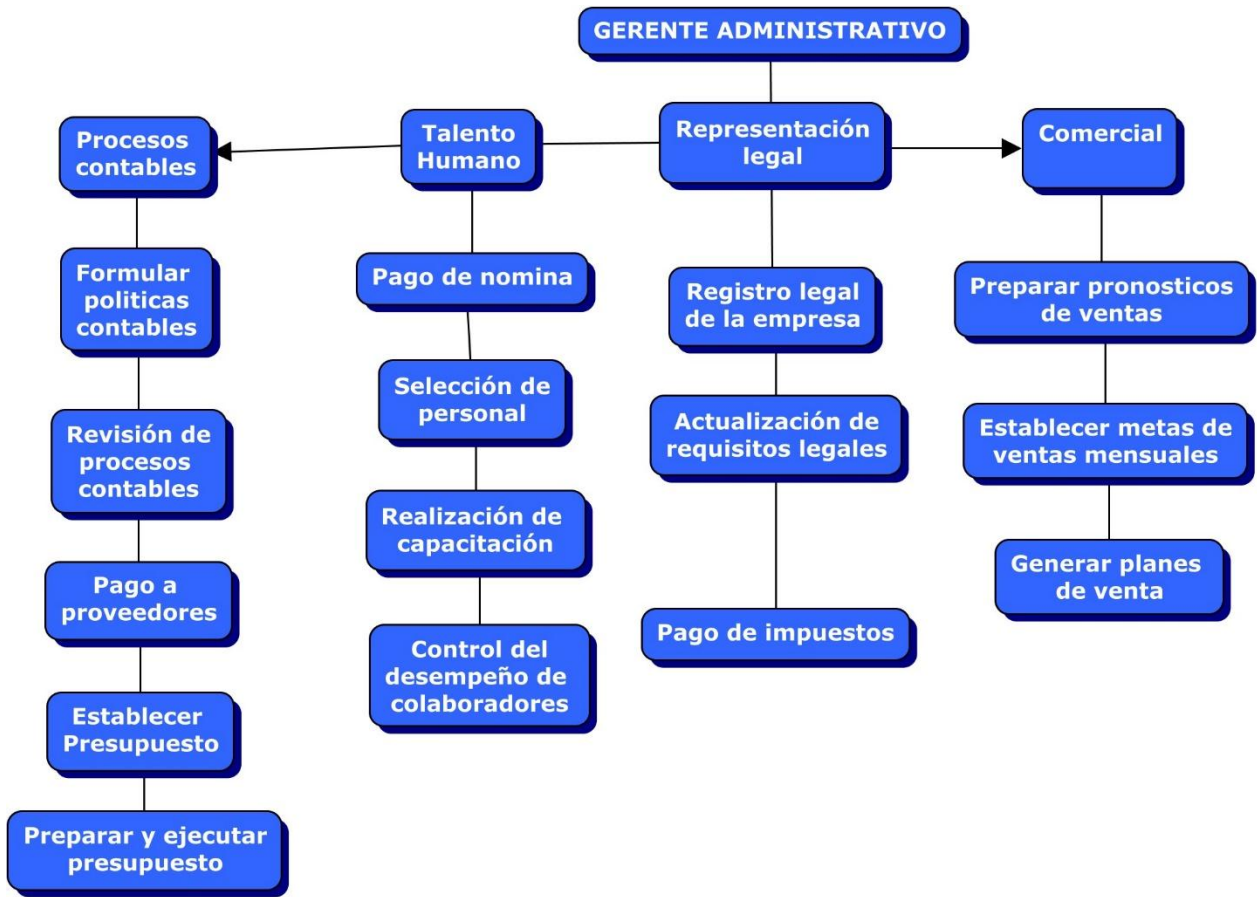 GERENTE ADMINISTRATIVO
Procesos
contables
Talento
Humano
Representación
legal
Comercial
Formular
politicas
contables
Revisión de
procesos
contables
Pago a
proveedores
Establecer
Presupuesto
Preparar y ejecutar
presupuesto
Pago de nomina
Selección de
personal
Realización de
capacitación
Control del
desempeño de
colaboradores
Registro legal
de la empresa
Actualización de
requisitos legales
Pago de impuestos
Preparar pronosticos
de ventas
Establecer metas de
ventas mensuales
Generar planes
de venta